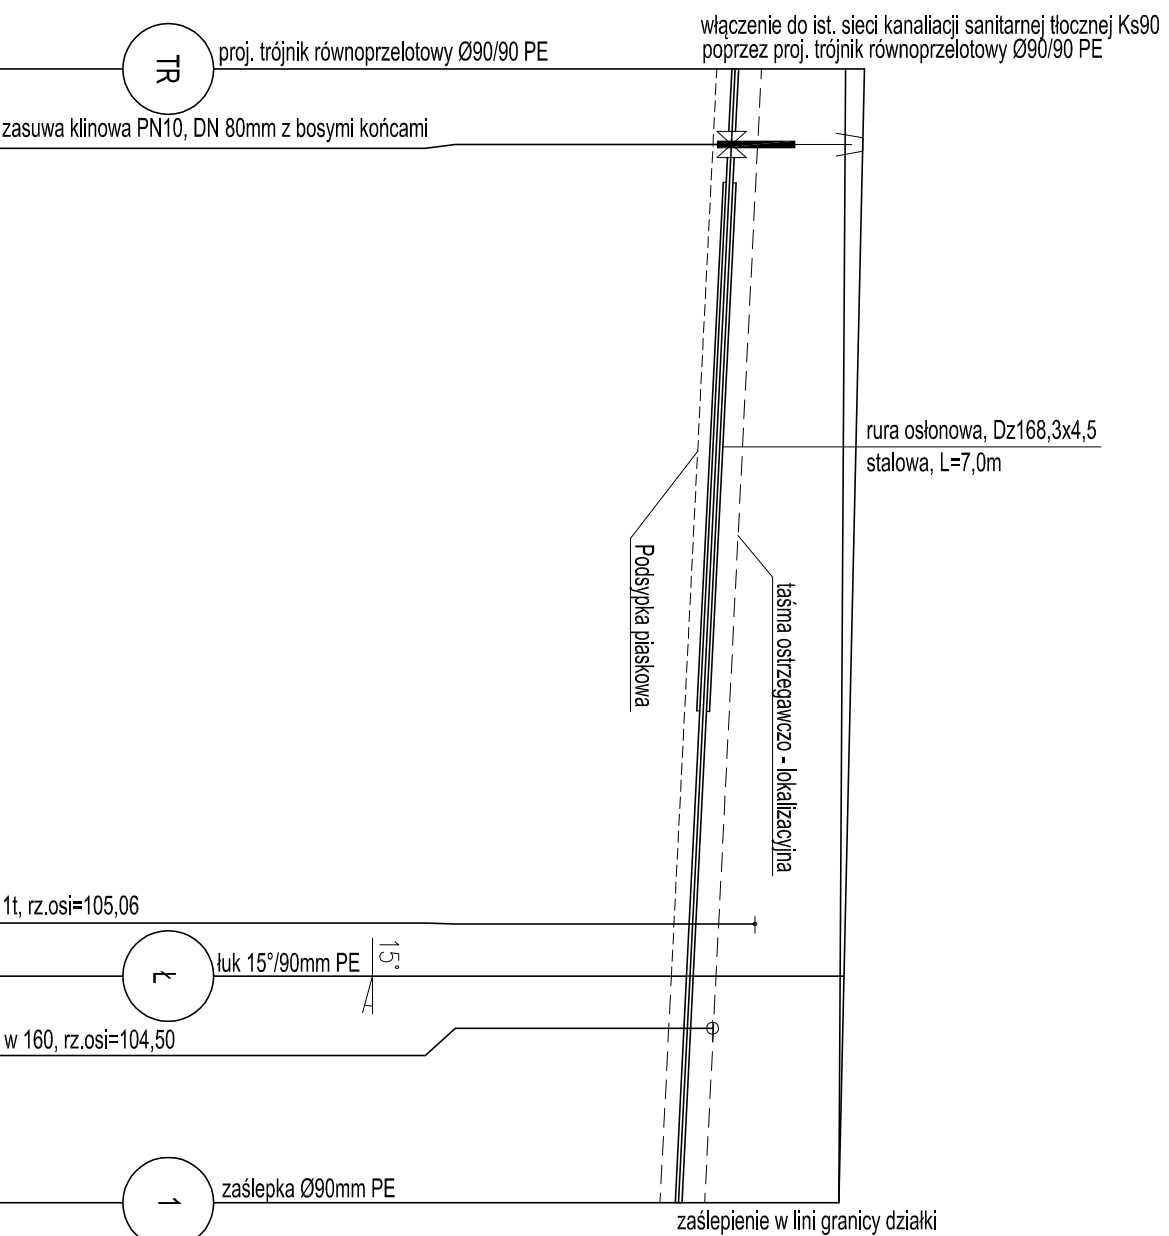 włączenie do ist. sieci kanaliacji sanitarnej tłocznej Ks90
poprzez proj. trójnik równoprzelotowy Ø90/90 PE
TR
proj. trójnik równoprzelotowy Ø90/90 PE
zasuwa klinowa PN10, DN 80mm z bosymi końcami
rura osłonowa, Dz168,3x4,5
stalowa, L=7,0m
Podsypka piaskowa
taśma ostrzegawczo - lokalizacyjna
1t, rz.osi=105,06
Ł
łuk 15°/90mm PE
15°
w 160, rz.osi=104,50
1
zaślepka Ø90mm PE
zaślepienie w lini granicy działki